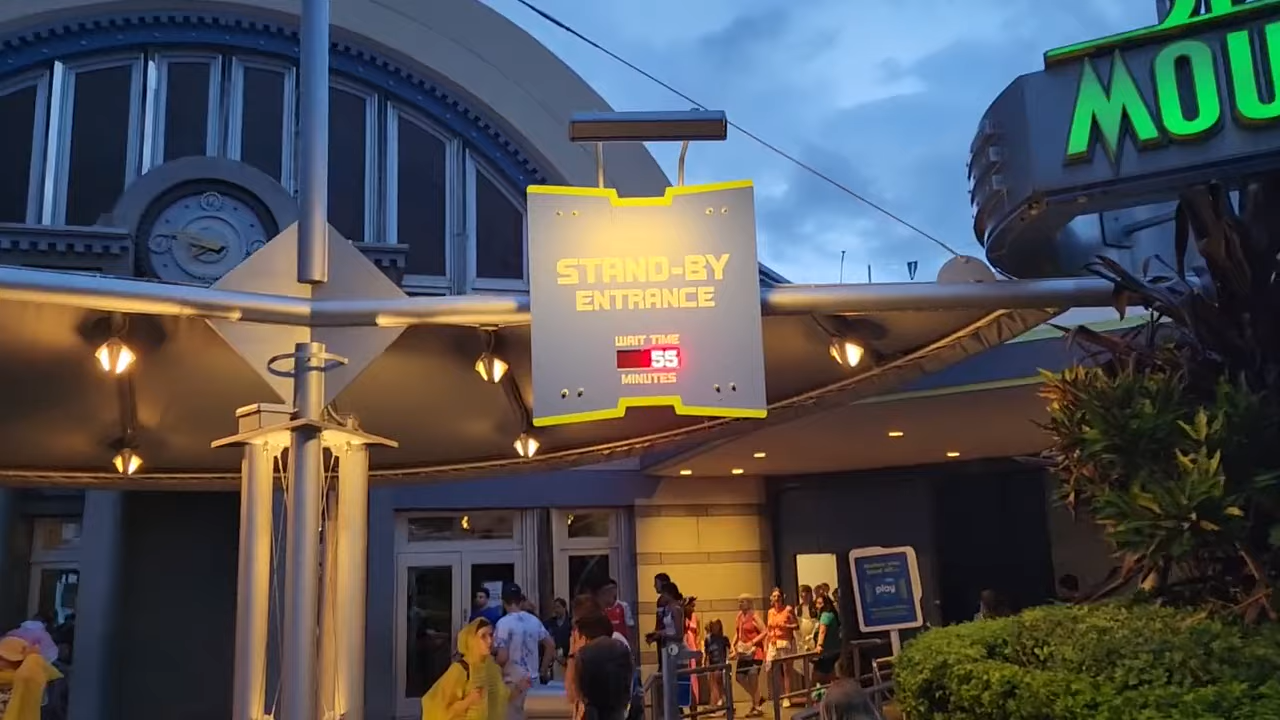 MOU
STAND-BY
ENTRANCE
WAIT TIME
55
MINUTES
play